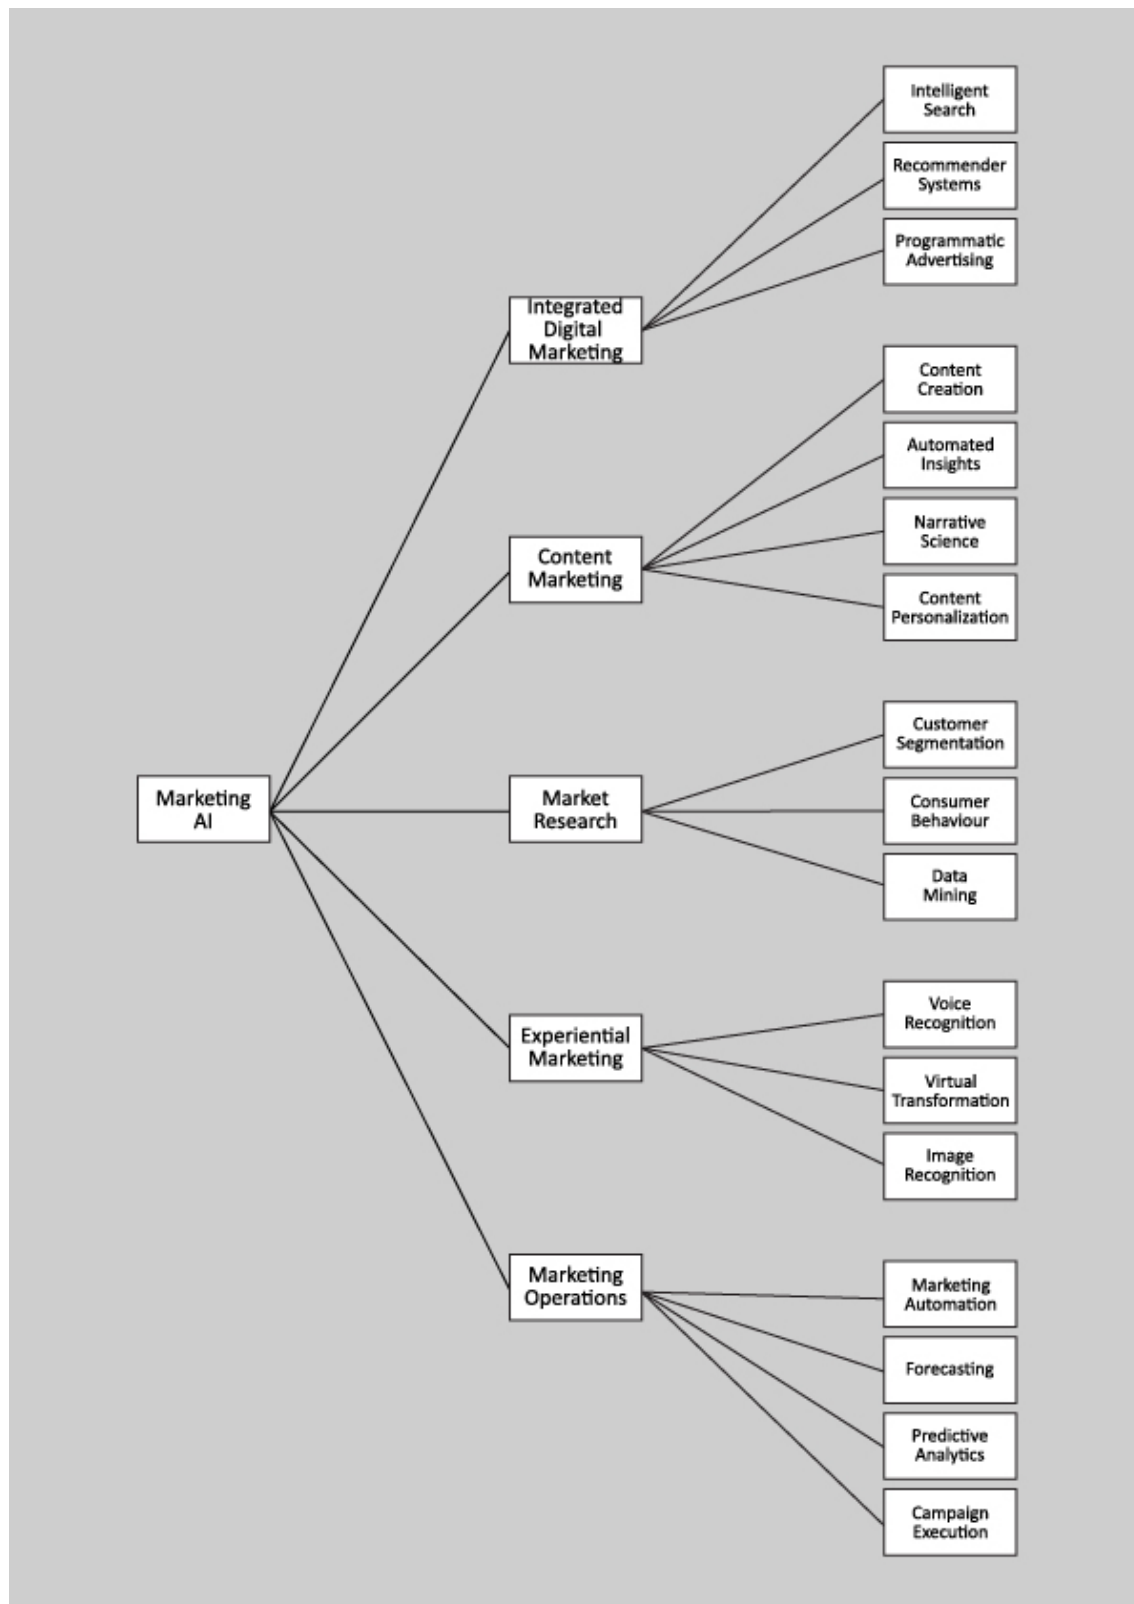 Intelligent
Search
Recommender
Systems
Programmatic
Advertising
Integrated
Digital
Marketing
Content
Creation
Automated
Insights
Narrative
Science
Content
Personalization
Content
Marketing
Customer
Segmentation
Consumer
Behaviour
Data
Mining
Marketing
AI
Market
Research
Voice
Recognition
Virtual
Transformation
Image
Recognition
Experiential
Marketing
Marketing
Operations
Marketing
Automation
Forecasting
Predictive
Analytics
Campaign
Execution